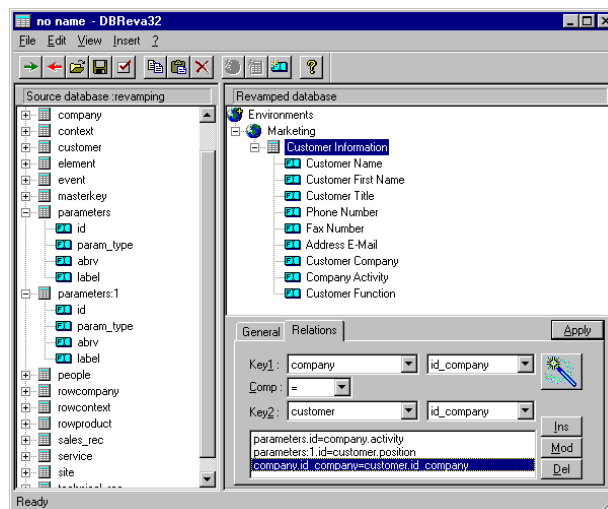 no name - DBReva32
File Edit View Insert ?
Source database :revamping
company
context
customer
element
event
masterkey
parameters
id
param_type
abrv
label
parameters:1
id
param_type
abrv
label
people
rowcompany
rowcontext
rowproduct
sales_rec
service
site
Revamped database
Environments
Marketing
Customer Information
Customer Name
Customer First Name
Customer Title
Phone Number
Fax Number
Address E-Mail
Customer Company
Company Activity
Customer Function
General Relations Apply
Key1 : company id_company
Comp : =
Key2 : customer id_company
parameters.id=company.activity
parameters:1.id=customer.position
company.id_company=customer.id_company
Ins
Mod
Del
Ready